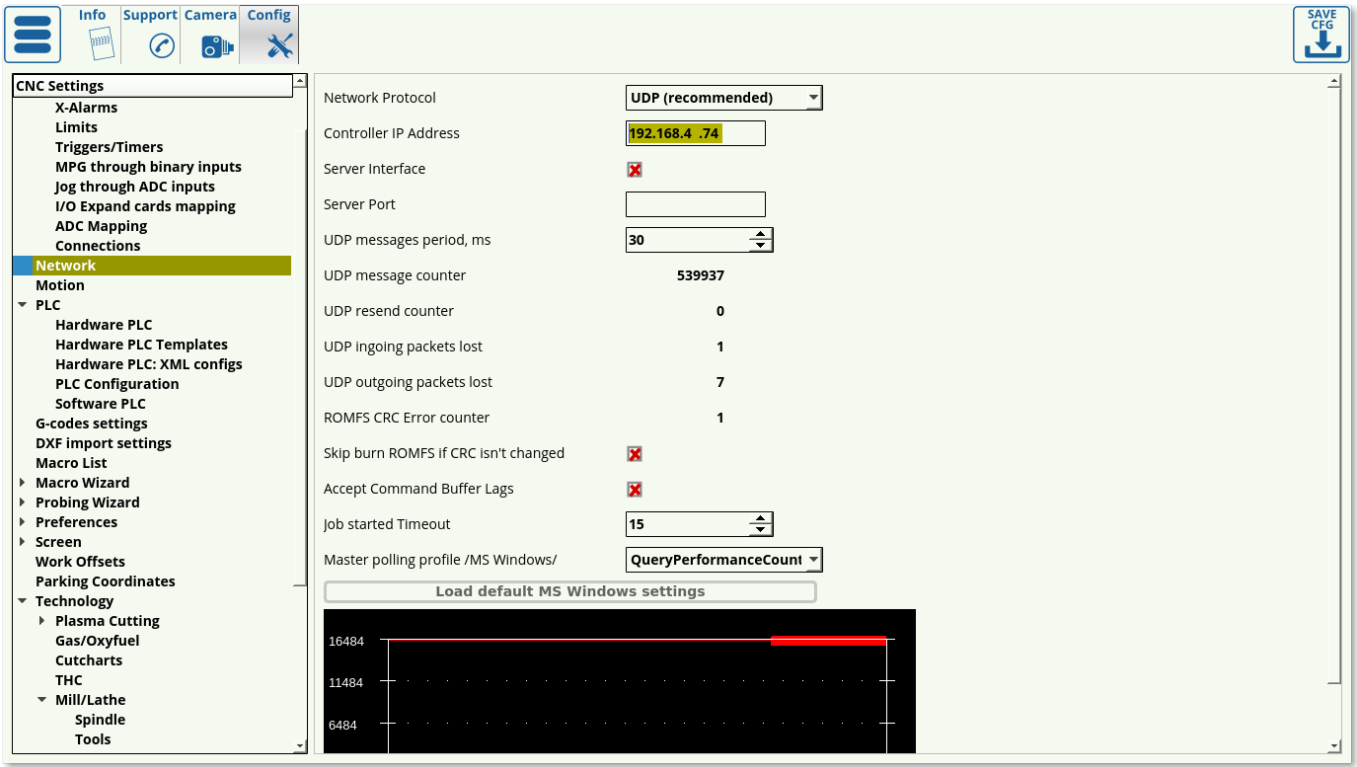 Info Support Camera Config
SAVE
CFG
CNC Settings
X-Alarms
Limits
Triggers/Timers
MPG through binary inputs
Jog through ADC inputs
I/O Expand cards mapping
ADC Mapping
Connections
Network
Motion
PLC
Hardware PLC
Hardware PLC Templates
Hardware PLC: XML configs
PLC Configuration
Software PLC
G-codes settings
DXF import settings
Macro List
Macro Wizard
Probing Wizard
Preferences
Screen
Work Offsets
Parking Coordinates
Technology
Plasma Cutting
Gas/Oxyfuel
Cutcharts
THC
Mill/Lathe
Spindle
Tools
Network Protocol UDP (recommended)
Controller IP Address 192.168.4 .74
Server Interface
Server Port
UDP messages period, ms 30
UDP message counter 539937
UDP resend counter 0
UDP ingoing packets lost 1
UDP outgoing packets lost 7
ROMFS CRC Error counter 1
Skip burn ROMFS if CRC isn't changed
Accept Command Buffer Lags
Job started Timeout 15
Master polling profile /MS Windows/ QueryPerformanceCount
Load default MS Windows settings
16484
11484
6484